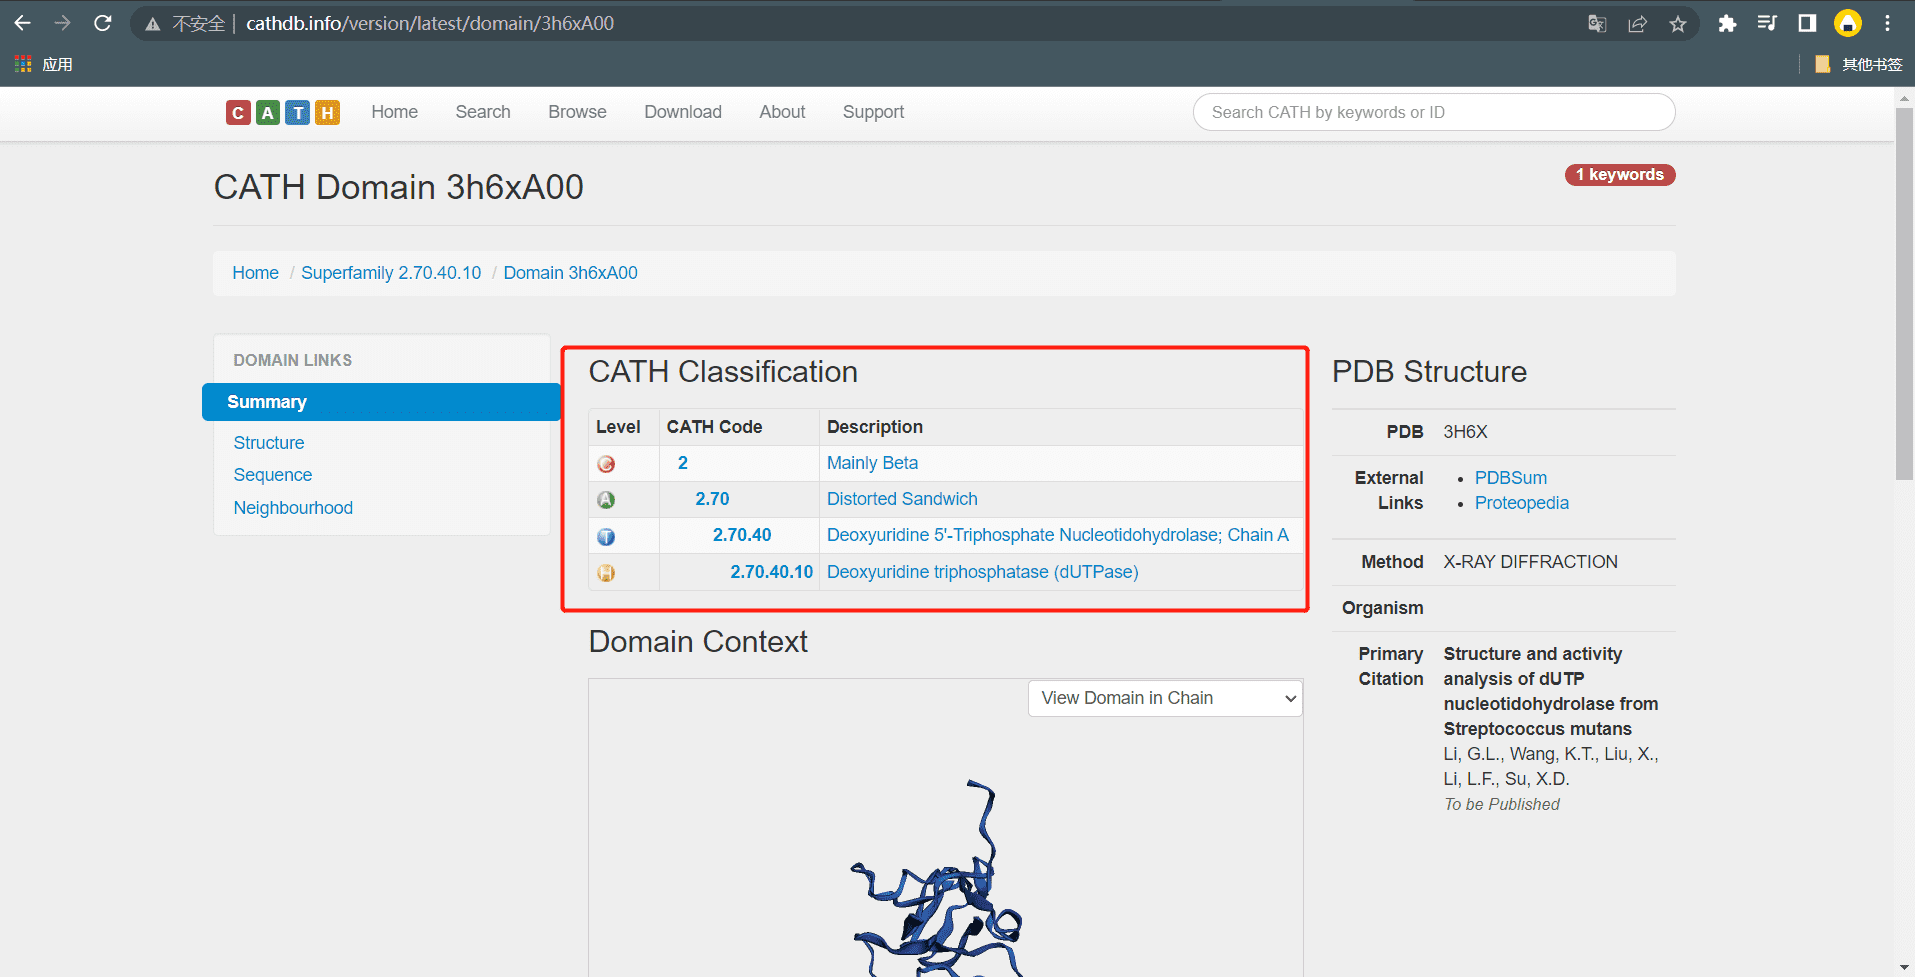 不安全 cathdb.info/version/latest/domain/3h6xA00
应用
其他书签
C A T H Home Search Browse Download About Support Search CATH by keywords or ID
CATH Domain 3h6xA00
1 keywords
Home / Superfamily 2.70.40.10 / Domain 3h6xA00
DOMAIN LINKS
Summary
Structure
Sequence
Neighbourhood
CATH Classification
Level CATH Code Description
C 2 Mainly Beta
A 2.70 Distorted Sandwich
T 2.70.40 Deoxyuridine 5'-Triphosphate Nucleotidohydrolase; Chain A
H 2.70.40.10 Deoxyuridine triphosphatase (dUTPase)
Domain Context
View Domain in Chain
PDB Structure
PDB 3H6X
External Links
PDBSum
Proteopedia
Method X-RAY DIFFRACTION
Organism
Primary Citation
Structure and activity
analysis of dUTP
nucleotidohydrolase from
Streptococcus mutans
Li, G.L., Wang, K.T., Liu, X.,
Li, L.F., Su, X.D.
To be Published